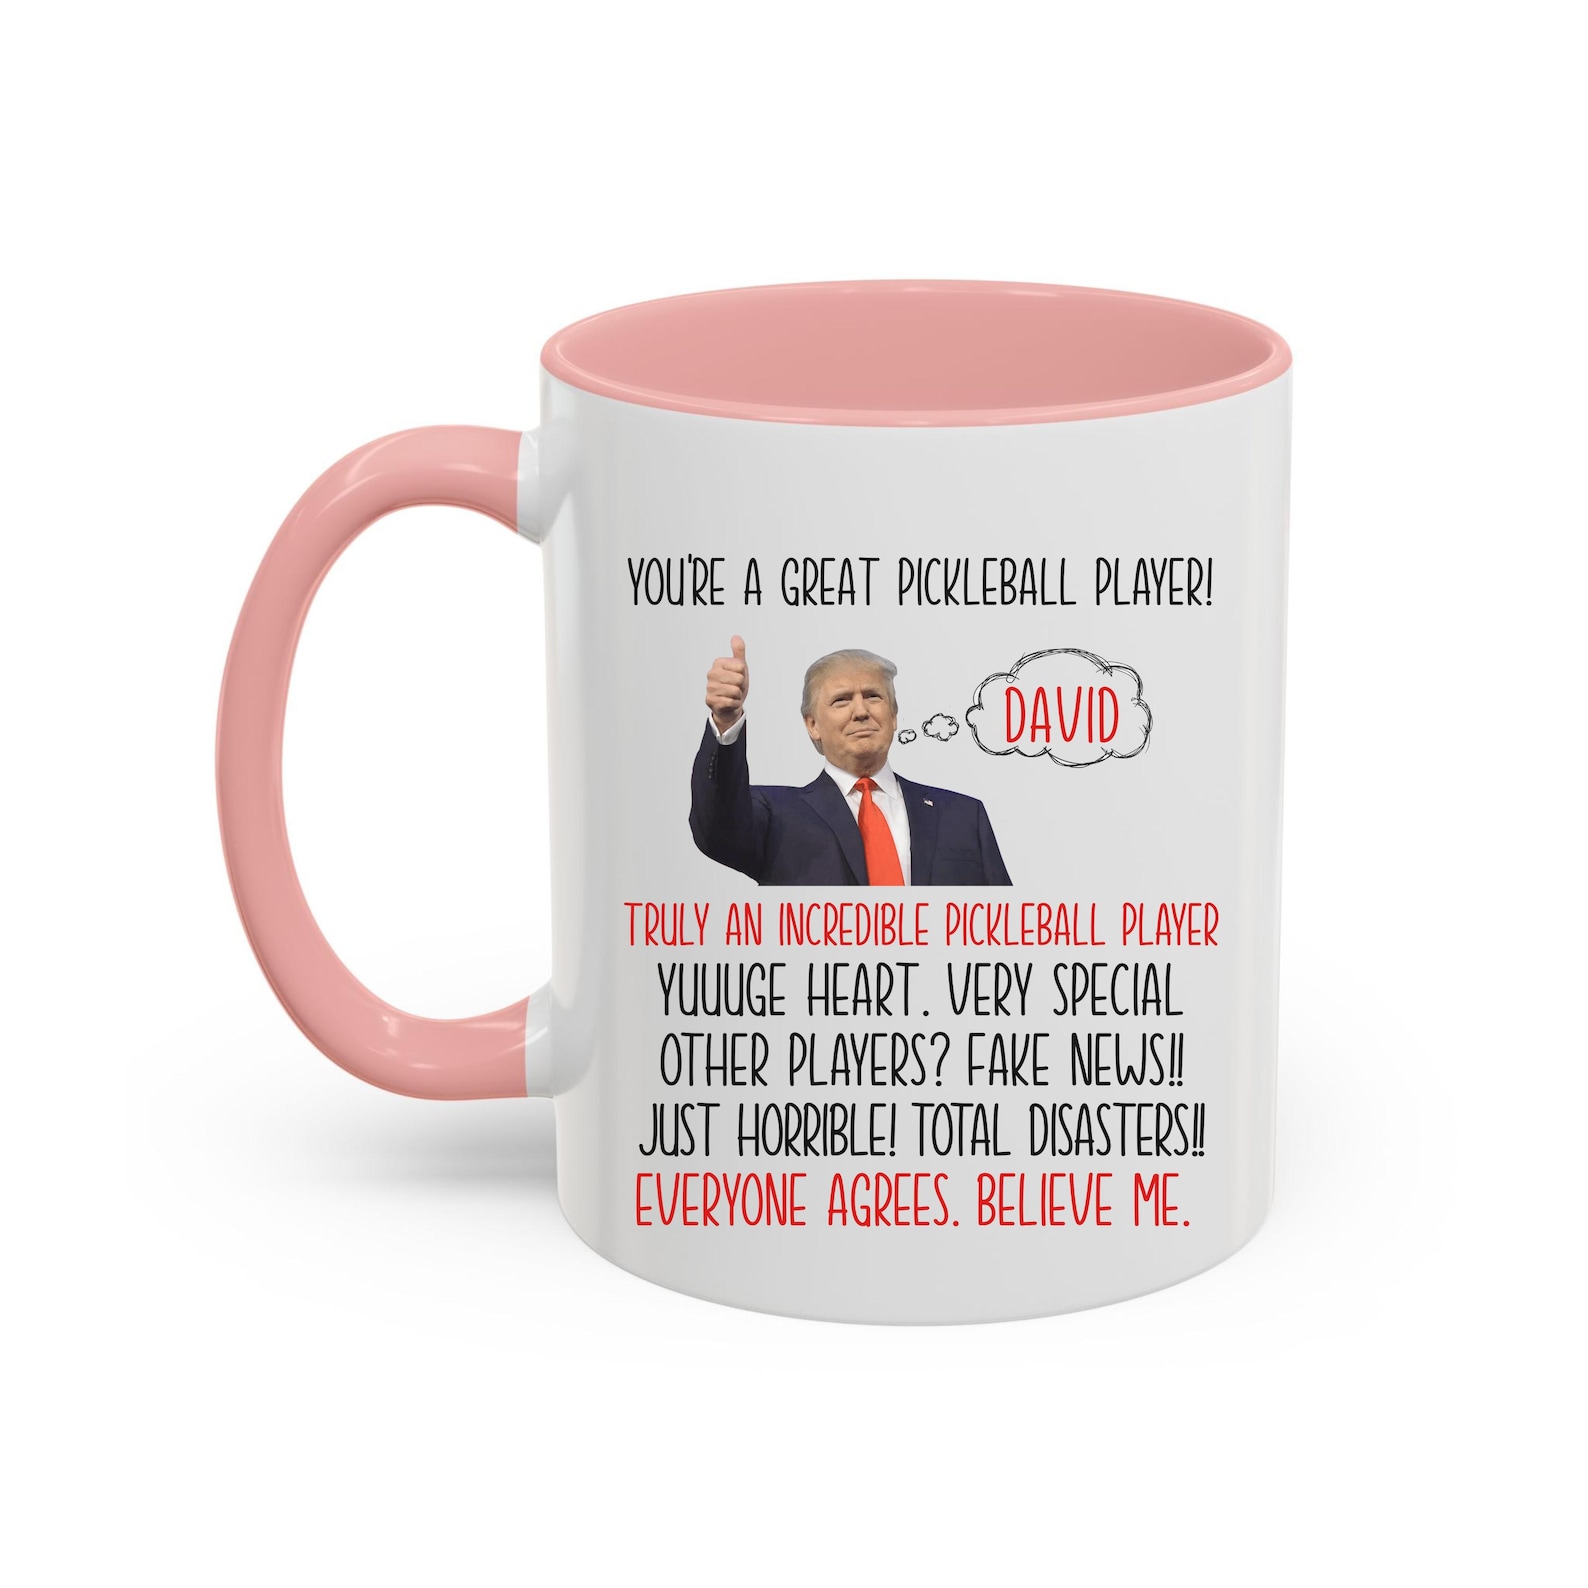 YOU'RE A GREAT PICKLEBALL PLAYER!
DAVID
TRULY AN INCREDIBLE PICKLEBALL PLAYER
YUUUGE HEART. VERY SPECIAL
OTHER PLAYERS? FAKE NEWS!!
JUST HORRIBLE! TOTAL DISASTERS!!
EVERYONE AGREES. BELIEVE ME.